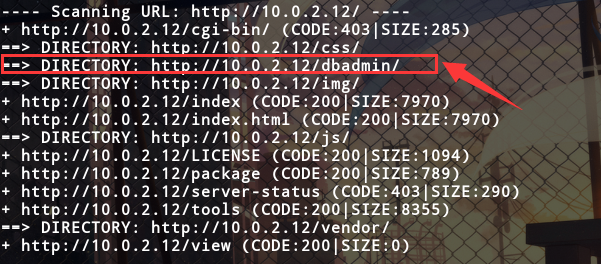 ---- Scanning URL: http://10.0.2.12/ ----
+ http://10.0.2.12/cgi-bin/ (CODE:403|SIZE:285)
==> DIRECTORY: http://10.0.2.12/css/
==> DIRECTORY: http://10.0.2.12/dbadmin/
==> DIRECTORY: http://10.0.2.12/img/
+ http://10.0.2.12/index (CODE:200|SIZE:7970)
+ http://10.0.2.12/index.html (CODE:200|SIZE:7970)
==> DIRECTORY: http://10.0.2.12/js/
+ http://10.0.2.12/LICENSE (CODE:200|SIZE:1094)
+ http://10.0.2.12/package (CODE:200|SIZE:789)
+ http://10.0.2.12/server-status (CODE:403|SIZE:290)
+ http://10.0.2.12/tools (CODE:200|SIZE:8355)
==> DIRECTORY: http://10.0.2.12/vendor/
+ http://10.0.2.12/view (CODE:200|SIZE:0)